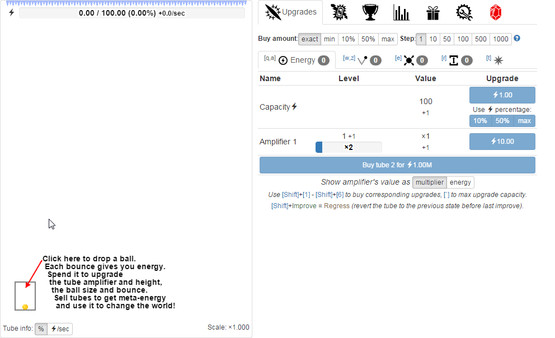 0.00 / 100.00 (0.00%) +0.0/sec
Click here to drop a ball.
Each bounce gives you energy.
Spend it to upgrade
the tube amplifier and height,
the ball size and bounce.
Sell tubes to get meta-energy
and use it to change the world!
Tube info: % /sec
Scale: ×1.000
Upgrades
Buy amount: exact min 10% 50% max Step: 1 10 50 100 500 1000 ?
[q,a] Energy 0 [w,z] 0 [e] 0 [r] 0 [t]
Name Level Value Upgrade
Capacity 100 +1 1.00
Use percentage:
10% 50% max
Amplifier 1 1 +1 ×2 ×1 +1 10.00
Buy tube 2 for 1.00M
Show amplifier's value as multiplier energy
Use [Shift]+[1] - [Shift]+[6] to buy corresponding upgrades, [`] to max upgrade capacity.
[Shift]+Improve = Regress (revert the tube to the previous state before last improve).